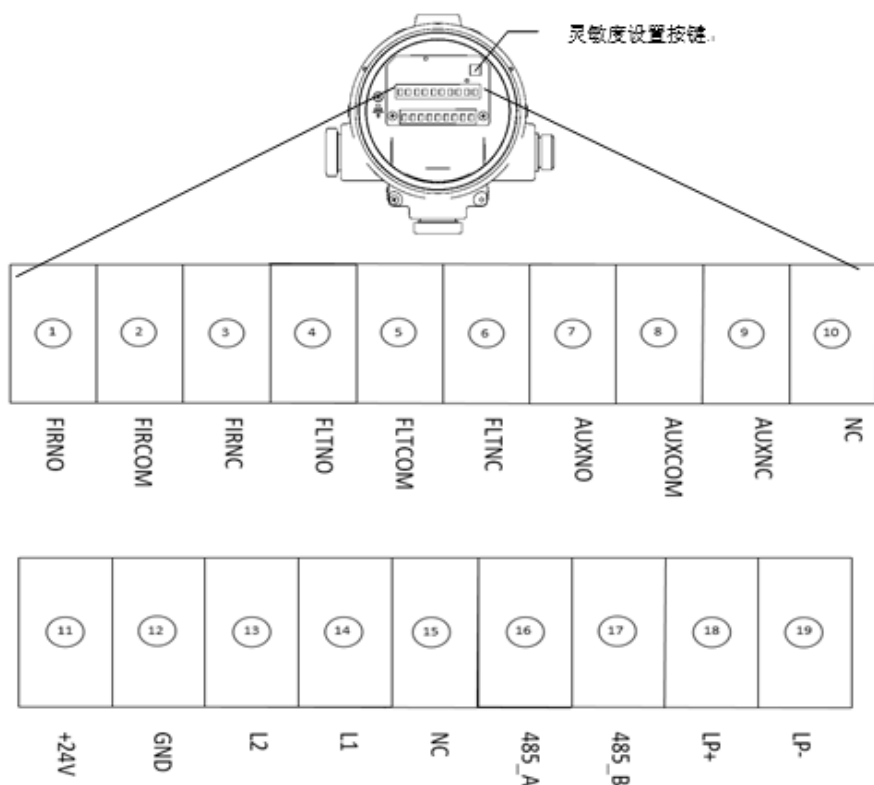 灵敏度设置按键.
1 2 3 4 5 6 7 8 9 10
FIRNO FIRCOM FIRNC FLTNO FLTCOM FLTNC AUXNO AUXCOM AUXNC NC
11 12 13 14 15 16 17 18 19
+24V GND L2 L1 NC 485_A 485_B LP+ LP-